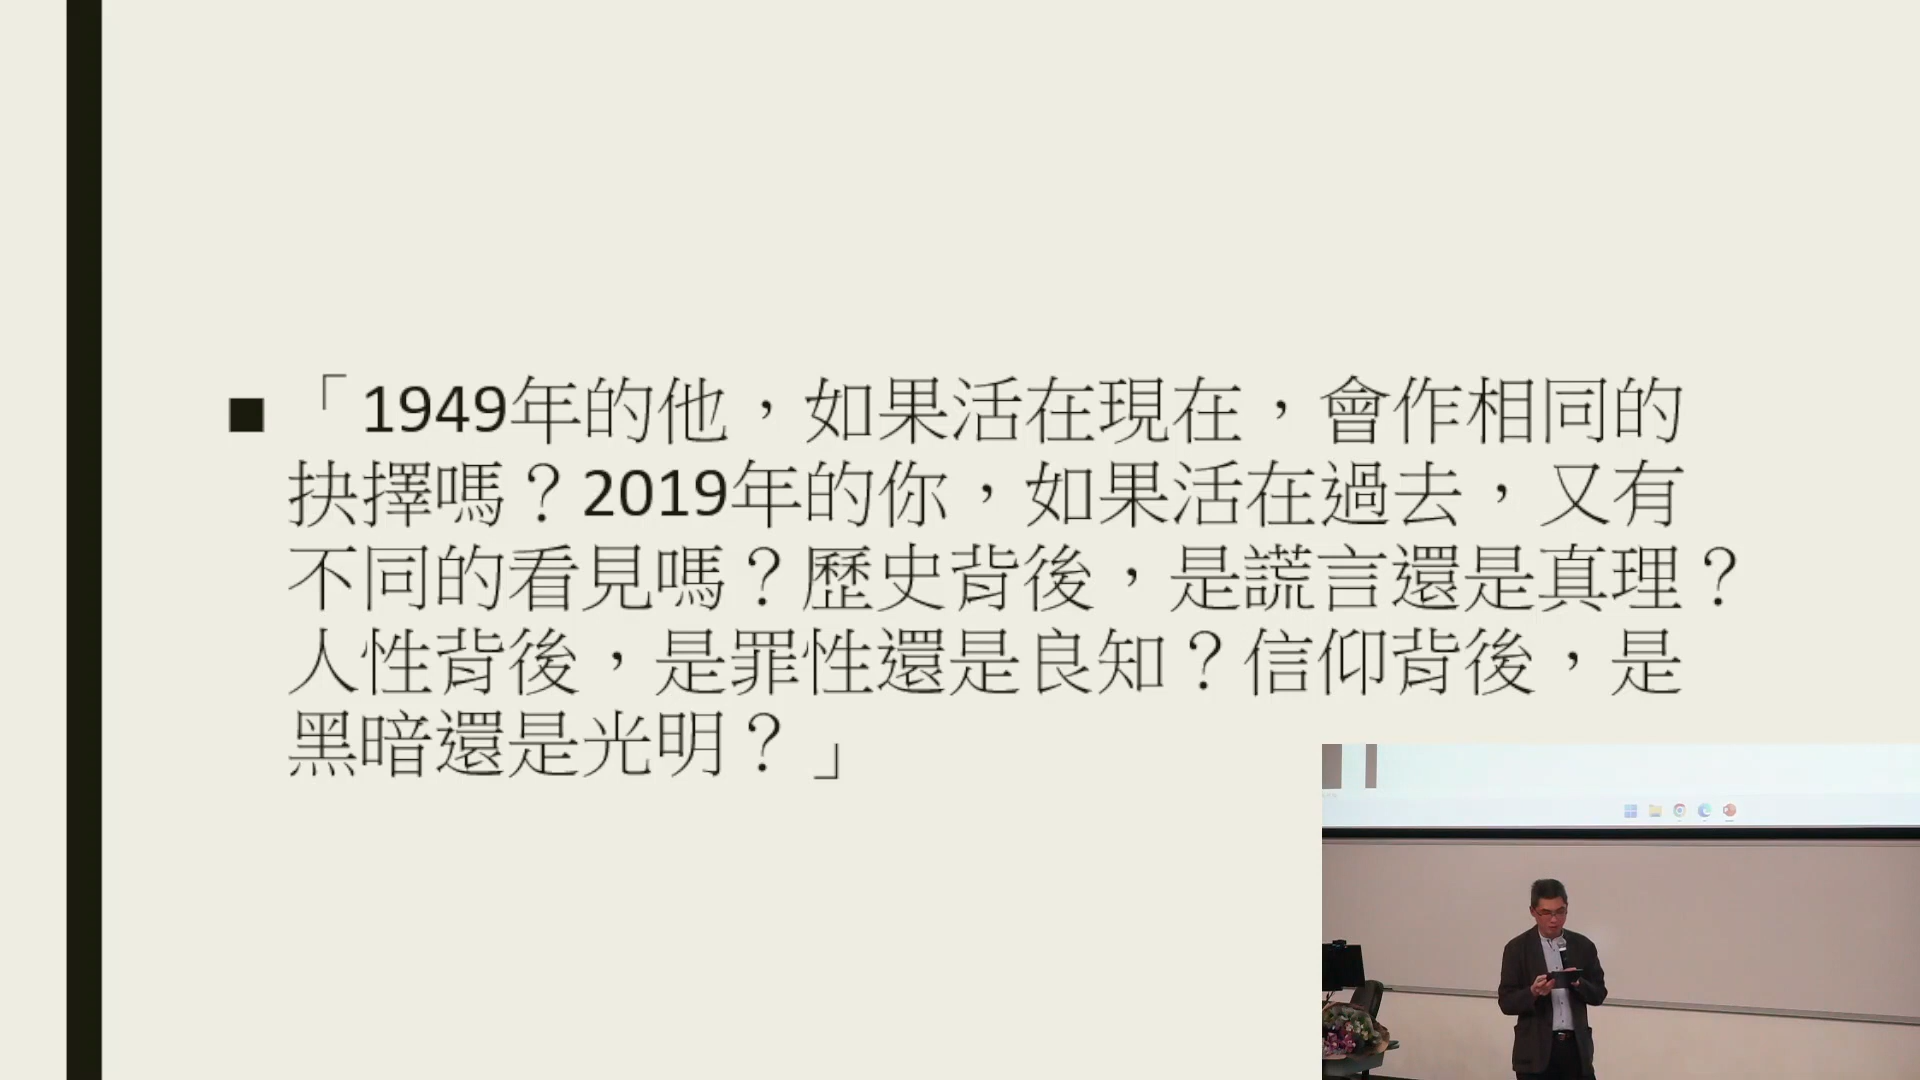 「1949年的他，如果活在現在，會作相同的
抉擇嗎？2019年的你，如果活在過去，又有
不同的看見嗎？歷史背後，是謊言還是真理？
人性背後，是罪性還是良知？信仰背後，是
黑暗還是光明？」